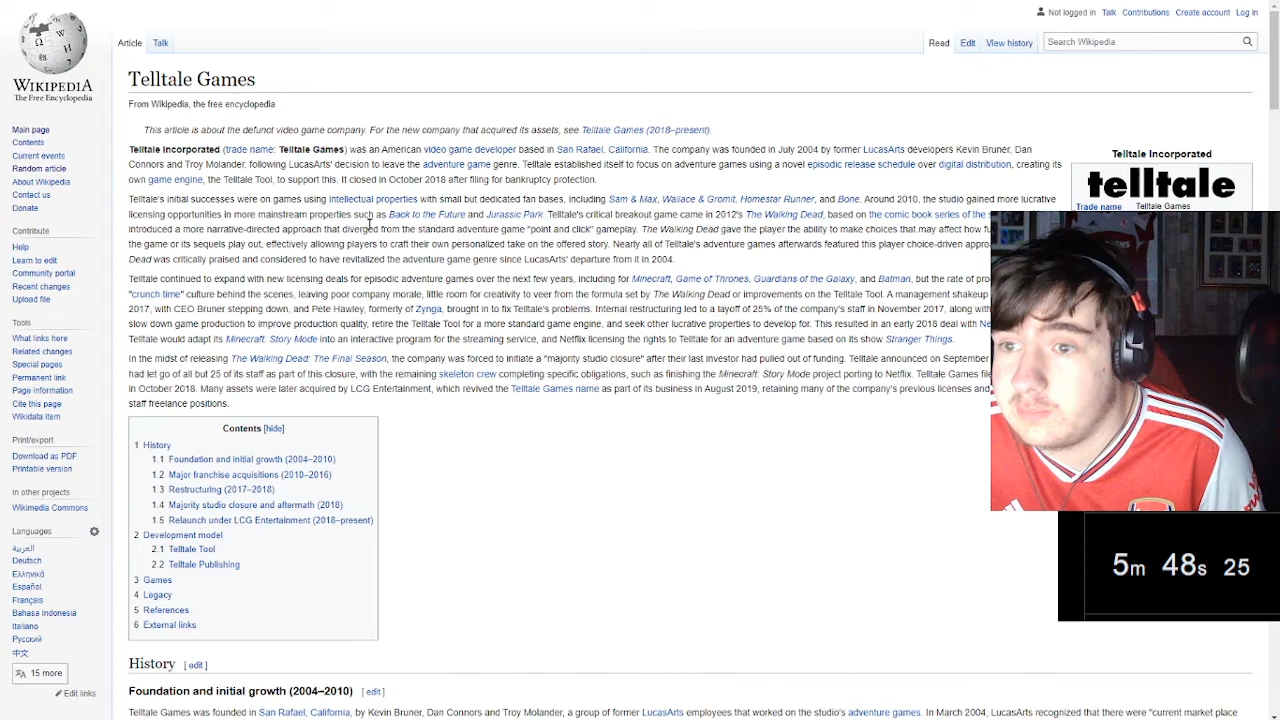 Not logged in Talk Contributions Create account Log in
Article Talk Read Edit View history Search Wikipedia
WIKIPEDIA
The Free Encyclopedia
Main page
Contents
Current events
Random article
About Wikipedia
Contact us
Donate
Contribute
Help
Learn to edit
Community portal
Recent changes
Upload file
Tools
What links here
Related changes
Special pages
Permanent link
Page information
Cite this page
Wikidata item
Print/export
Download as PDF
Printable version
In other projects
Wikimedia Commons
Languages
العربية
Deutsch
Ελληνικά
Español
Français
Bahasa Indonesia
Italiano
Русский
中文
15 more
Edit links
Telltale Games
From Wikipedia, the free encyclopedia
This article is about the defunct video game company. For the new company that acquired its assets, see Telltale Games (2018–present).
Telltale Incorporated (trade name: Telltale Games) was an American video game developer based in San Rafael, California. The company was founded in July 2004 by former LucasArts developers Kevin Bruner, Dan
Connors and Troy Molander, following LucasArts' decision to leave the adventure game genre. Telltale established itself to focus on adventure games using a novel episodic release schedule over digital distribution, creating its
own game engine, the Telltale Tool, to support this. It closed in October 2018 after filing for bankruptcy protection.
Telltale's initial successes were on games using intellectual properties with small but dedicated fan bases, including Sam & Max, Wallace & Gromit, Homestar Runner, and Bone. Around 2010, the studio gained more lucrative
licensing opportunities in more mainstream properties such as Back to the Future and Jurassic Park. Telltale's critical breakout game came in 2012's The Walking Dead, based on the comic book series of the s
introduced a more narrative-directed approach that diverged from the standard adventure game "point and click" gameplay. The Walking Dead gave the player the ability to make choices that may affect how fu
the game or its sequels play out, effectively allowing players to craft their own personalized take on the offered story. Nearly all of Telltale's adventure games afterwards featured this player choice-driven approa
Dead was critically praised and considered to have revitalized the adventure game genre since LucasArts' departure from it in 2004.
Telltale continued to expand with new licensing deals for episodic adventure games over the next few years, including for Minecraft, Game of Thrones, Guardians of the Galaxy, and Batman, but the rate of pro
"crunch time" culture behind the scenes, leaving poor company morale, little room for creativity to veer from the formula set by The Walking Dead or improvements on the Telltale Tool. A management shakeup
2017, with CEO Bruner stepping down, and Pete Hawley, formerly of Zynga, brought in to fix Telltale's problems. Internal restructuring led to a layoff of 25% of the company's staff in November 2017, along with
slow down game production to improve production quality, retire the Telltale Tool for a more standard game engine, and seek other lucrative properties to develop for. This resulted in early 2018 deal with Ne
Telltale would adapt its Minecraft: Story Mode into an interactive program for the streaming service, and Netflix licensing the rights to Telltale for an adventure game based on its show Stranger Things.
In the midst of releasing The Walking Dead: The Final Season, the company was forced to initiate a "majority studio closure" after their last investor had pulled out of funding. Telltale announced on September
had let go of all but 25 of its staff as part of this closure, with the remaining skeleton crew completing specific obligations, such as finishing the Minecraft: Story Mode project porting to Netflix. Telltale Games file
in October 2018. Many assets were later acquired by LCG Entertainment, which revived the Telltale Games name as part of its business in August 2019, retaining many of the company's previous licenses and
staff freelance positions.
Contents [hide]
1 History
1.1 Foundation and initial growth (2004–2010)
1.2 Major franchise acquisitions (2010–2016)
1.3 Restructuring (2017–2018)
1.4 Majority studio closure and aftermath (2018)
1.5 Relaunch under LCG Entertainment (2018–present)
2 Development model
2.1 Telltale Tool
2.2 Telltale Publishing
3 Games
4 Legacy
5 References
6 External links
History [ edit ]
Foundation and initial growth (2004–2010) [ edit ]
Telltale Games was founded in San Rafael, California, by Kevin Bruner, Dan Connors and Troy Molander, a group of former LucasArts employees that worked on the studio's adventure games. In March 2004, LucasArts recognized that there were "current market place
Telltale Incorporated
telltale
Trade name Telltale Games
5m 48s 25